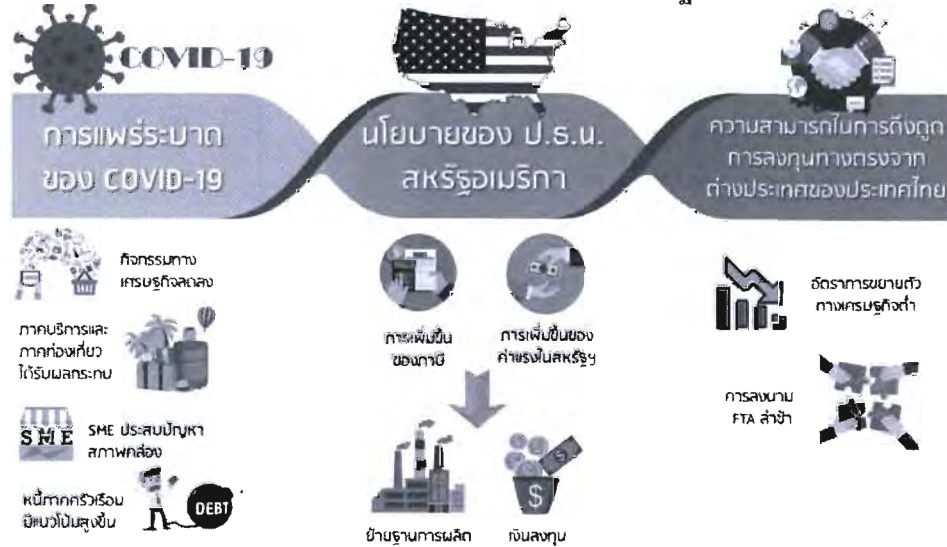 COVID-19
การแพร่ระบาด
ของ COVID-19
นโยบายของ ป.ธ.น.
สหรัฐอเมริกา
ความสามารถในการดึงดูด
การลงทุนทางตรงจาก
ต่างประเทศของประเทศไทย
กิจกรรมทาง
เศรษฐกิจลดลง
ภาคบริการและ
ภาคท่องเที่ยว
ได้รับผลกระทบ
SME
SME ประสบปัญหา
สภาพคล่อง
หนี้ภาคครัวเรือน
มีแนวโน้มสูงขึ้น
DEBT
การเพิ่มขึ้น
ของภาษี
การเพิ่มขึ้นของ
ค่าแรงในสหรัฐฯ
$
ย้ายฐานการผลิต
เงินลงทุน
อัตราการขยายตัว
ทางเศรษฐกิจต่ำ
การลงนาม
FTA ล่าช้า